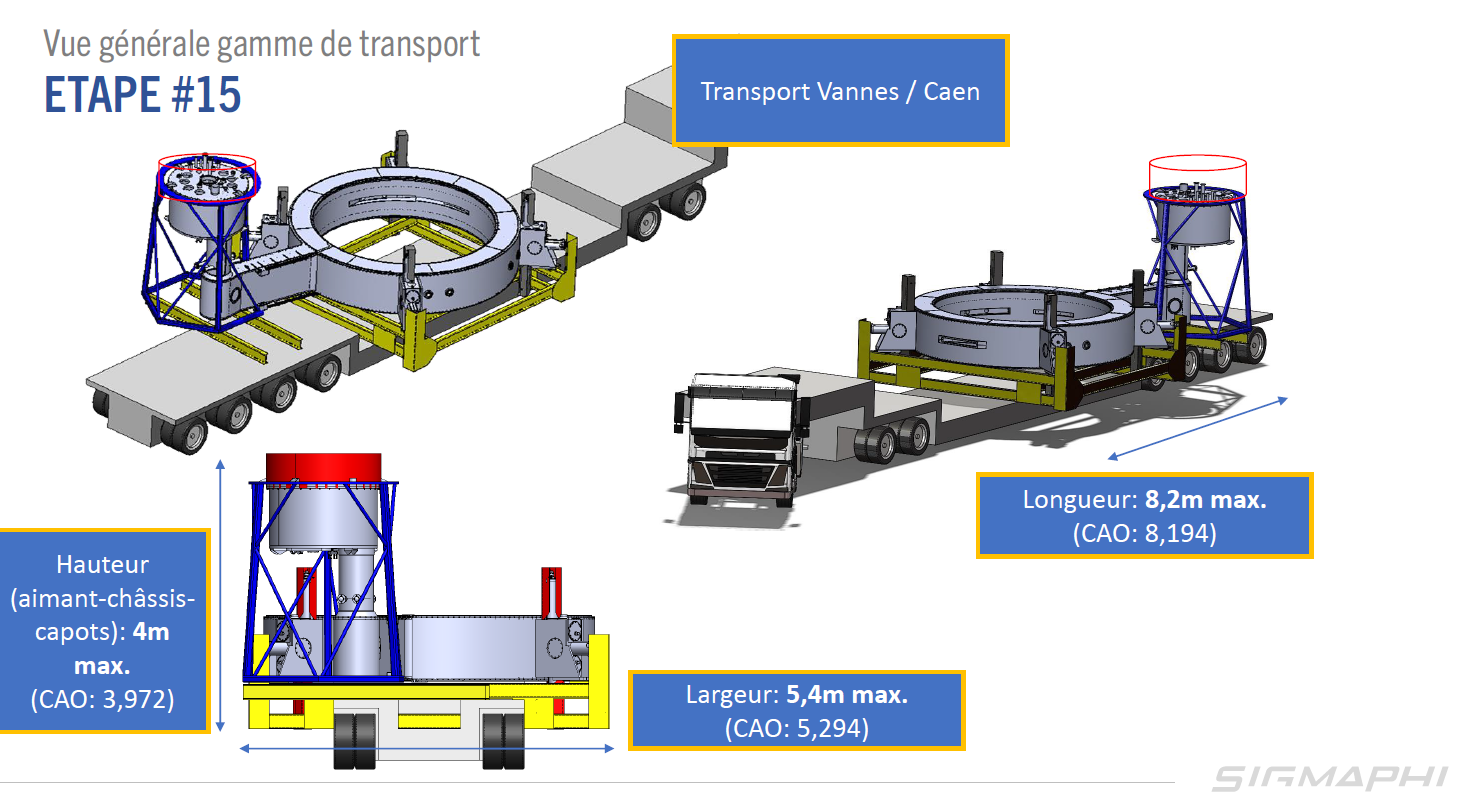 Vue générale gamme de transport
ETAPE #15
Transport Vannes / Caen
Longueur: 8,2m max.
(CAO: 8,194)
Hauteur
(aimant-châssis-
capots): 4m
max.
(CAO: 3,972)
Largeur: 5,4m max.
(CAO: 5,294)
SIGMAPHI